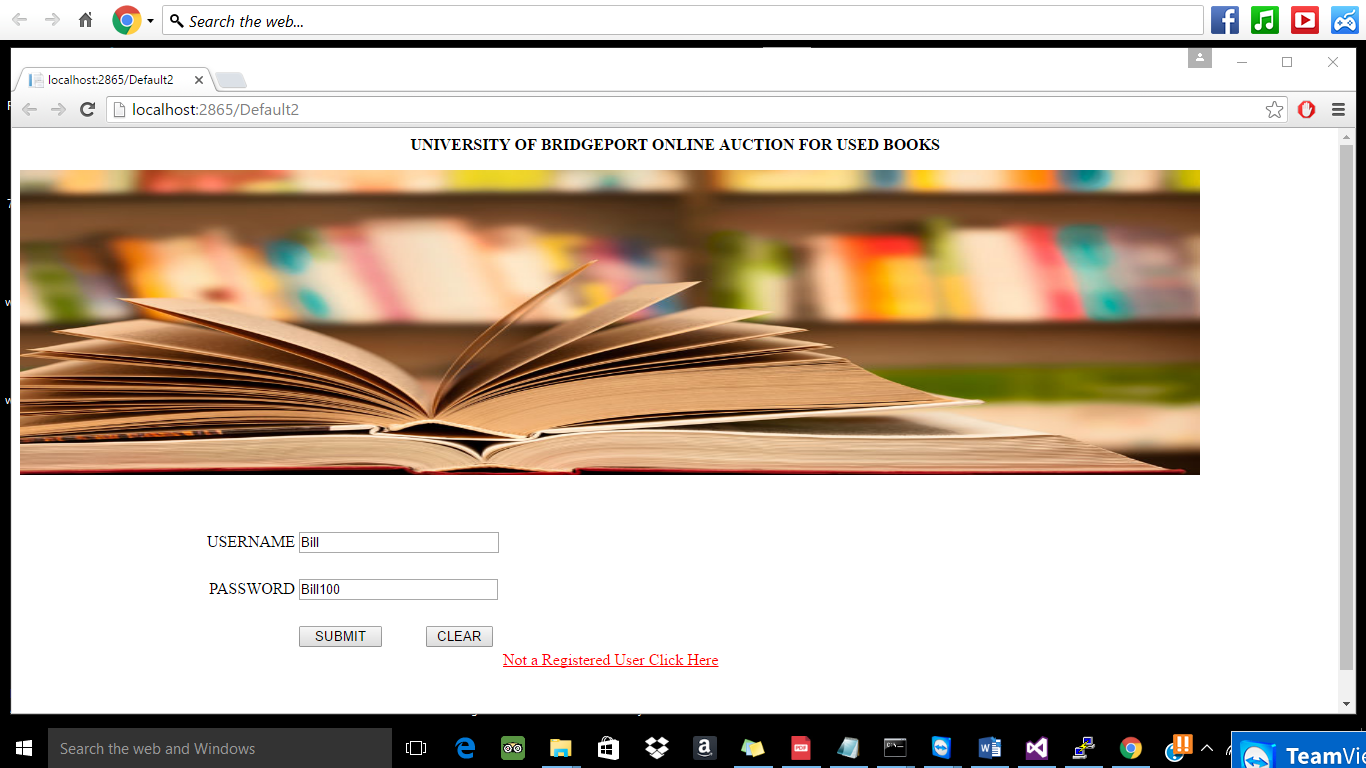 Search the web...
localhost:2865/Default2
localhost:2865/Default2
UNIVERSITY OF BRIDGEPORT ONLINE AUCTION FOR USED BOOKS
USERNAME Bill
PASSWORD Bill100
SUBMIT CLEAR
Not a Registered User Click Here
Search the web and Windows